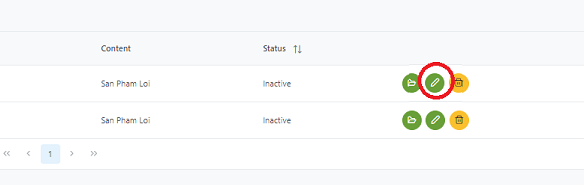 Content Status
San Pham Loi Inactive
San Pham Loi Inactive
1